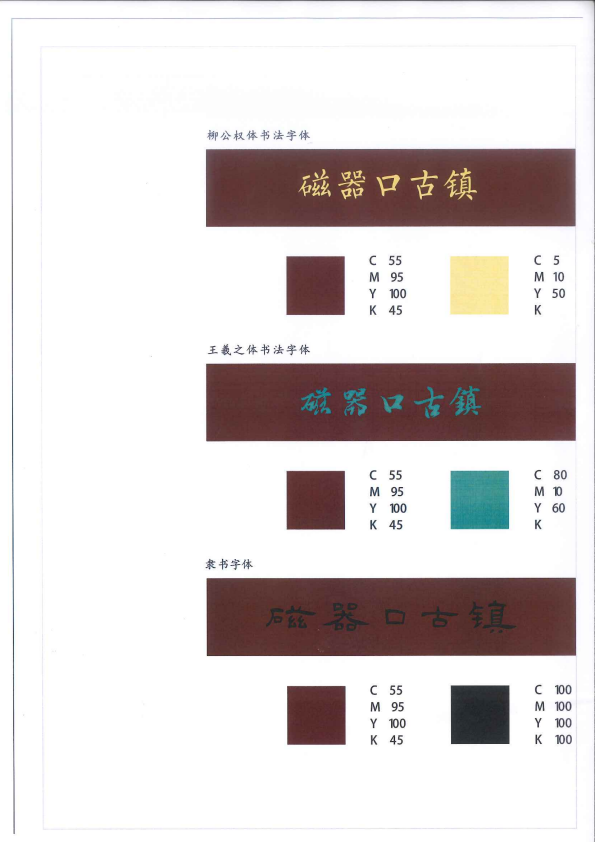 柳公权体书法字体
磁器口古镇
C 55 C 5
M 95 M 10
Y 100 Y 50
K 45 K
王羲之体书法字体
磁器口古鎮
C 55 C 80
M 95 M 10
Y 100 Y 60
K 45 K
隶书字体
磁器口古镇
C 55 C 100
M 95 M 100
Y 100 Y 100
K 45 K 100